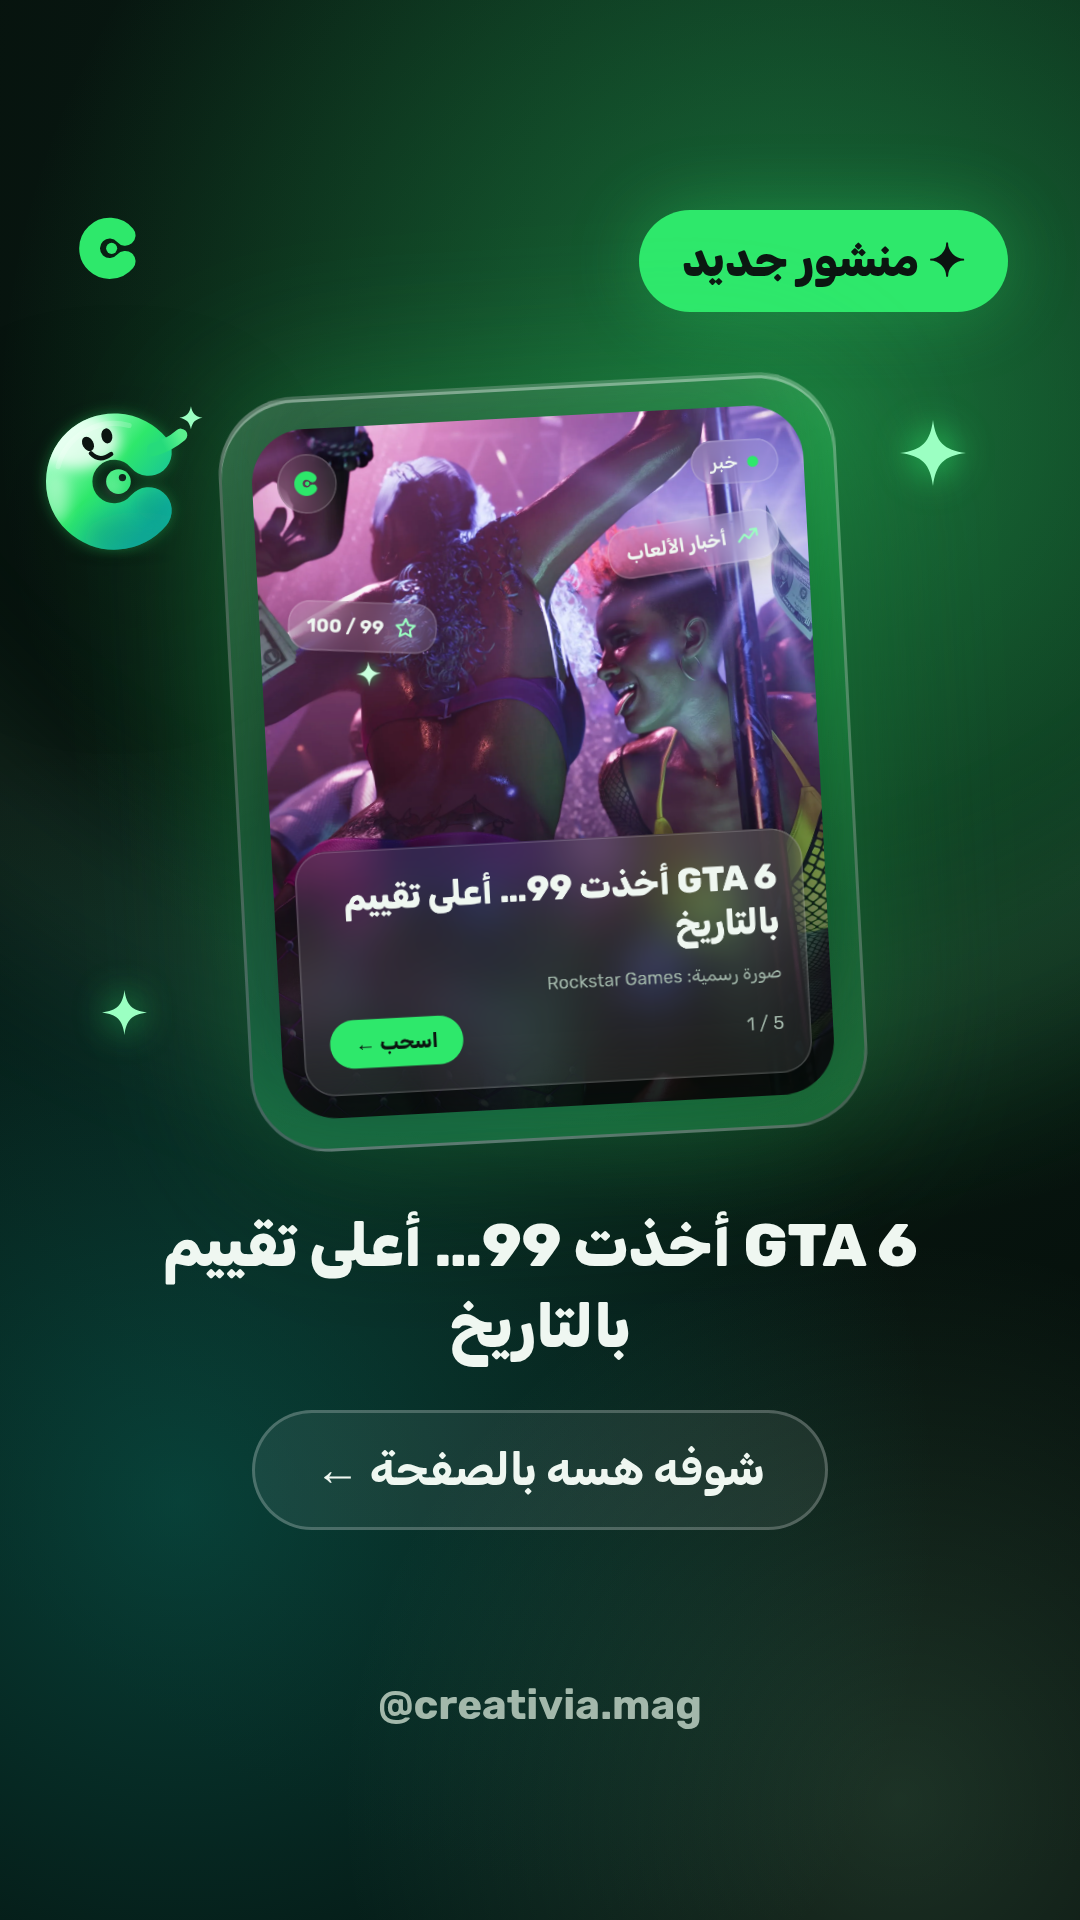 ✦ منشور جديد
خبر
أخبار الألعاب
100 / 99
GTA 6 أخذت 99... أعلى تقييم
بالتاريخ
صورة رسمية: Rockstar Games
1 / 5
اسحب ←
GTA 6 أخذت 99... أعلى تقييم
بالتاريخ
شوفه هسه بالصفحة ←
@creativia.mag